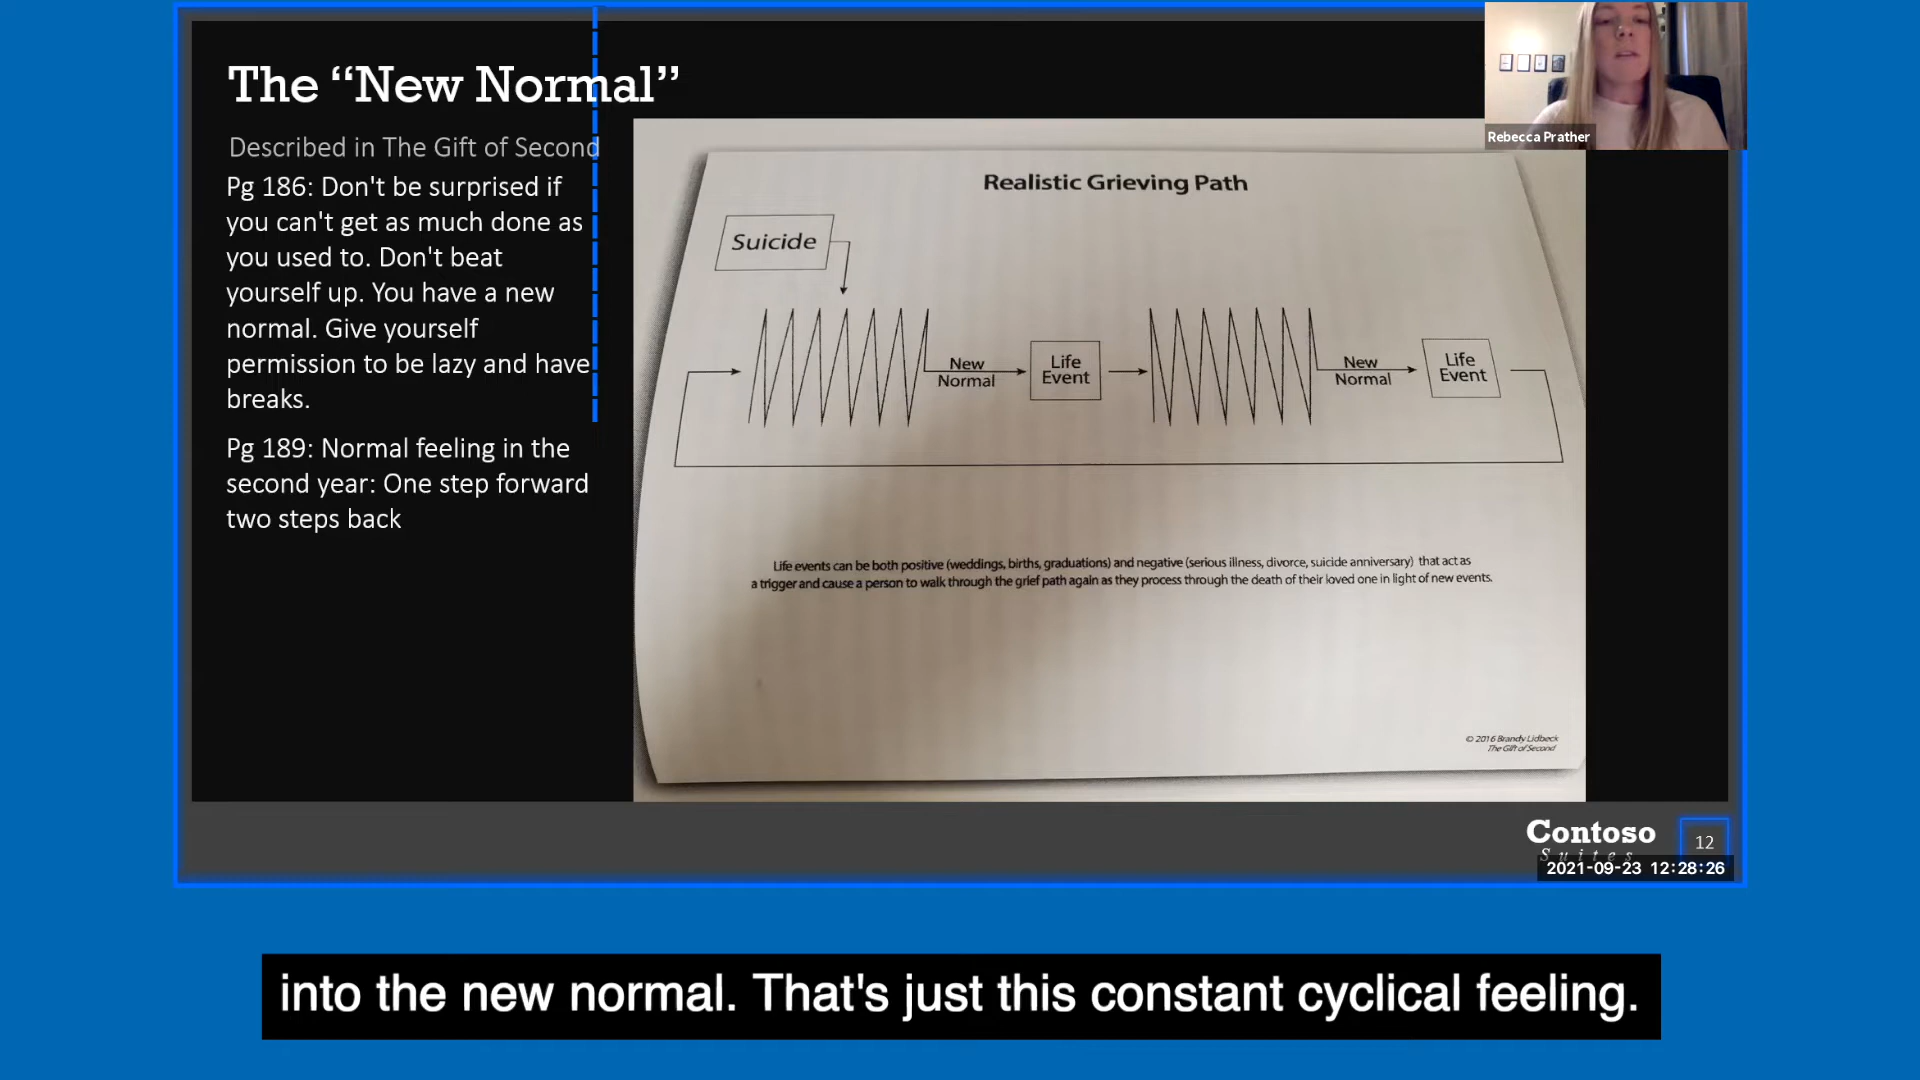 The “New Normal”
Rebecca Prather
Described in The Gift of Second
Pg 186: Don't be surprised if
you can't get as much done as
you used to. Don't beat
yourself up. You have a new
normal. Give yourself
permission to be lazy and have
breaks.
Pg 189: Normal feeling in the
second year: One step forward
two steps back
Realistic Grieving Path
Suicide
New
Normal
Life
Event
New
Normal
Life
Event
Life events can be both positive (weddings, births, graduations) and negative (serious illness, divorce, suicide anniversary) that act as
a trigger and cause a person to walk through the grief path again as they process through the death of their loved one in light of new events.
© 2016 Brandy Lidbeck
The Gift of Second
Contoso
Suites
12
2021-09-23 12:28:26
into the new normal. That's just this constant cyclical feeling.